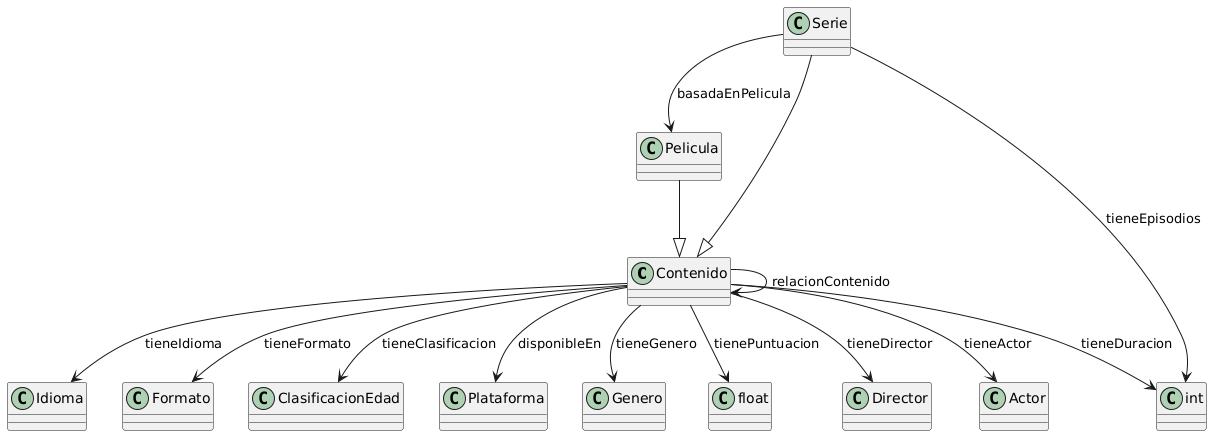 C Serie
basadaEnPelicula
C Pelicula
tieneEpisodios
C Contenido
relacionContenido
tieneIdioma
tieneFormato
tieneClasificacion
disponibleEn
tieneGenero
tienePuntuacion
tieneDirector
tieneActor
tieneDuracion
C Idioma
C Formato
C ClasificacionEdad
C Plataforma
C Genero
C float
C Director
C Actor
C int